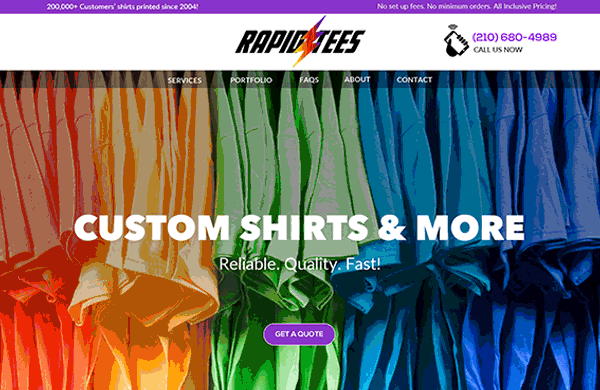 200,000+ Customers' shirts printed since 2004!
No set up fees. No minimum orders. All Inclusive Pricing!
RAPID TEES
(210) 680-4989
CALL US NOW
SERVICES PORTFOLIO FAQS ABOUT CONTACT
CUSTOM SHIRTS & MORE
Reliable. Quality. Fast!
GET A QUOTE